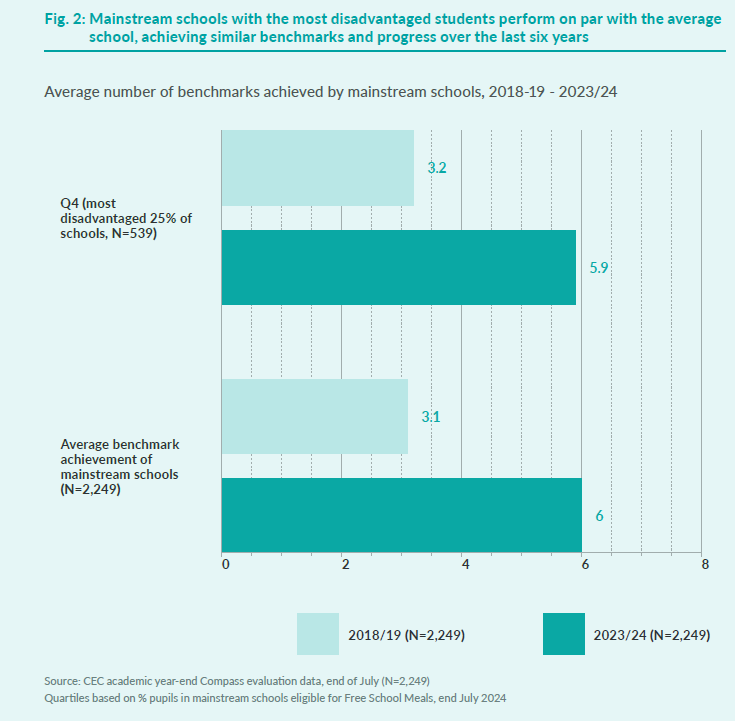 Fig. 2: Mainstream schools with the most disadvantaged students perform on par with the average
school, achieving similar benchmarks and progress over the last six years
Average number of benchmarks achieved by mainstream schools, 2018-19 - 2023/24
Q4 (most
disadvantaged 25% of
schools, N=539)
3.2
5.9
Average benchmark
achievement of
mainstream schools
(N=2,249)
3.1
6
0 2 4 6 8
2018/19 (N=2,249) 2023/24 (N=2,249)
Source: CEC academic year-end Compass evaluation data, end of July (N=2,249)
Quartiles based on % pupils in mainstream schools eligible for Free School Meals, end July 2024